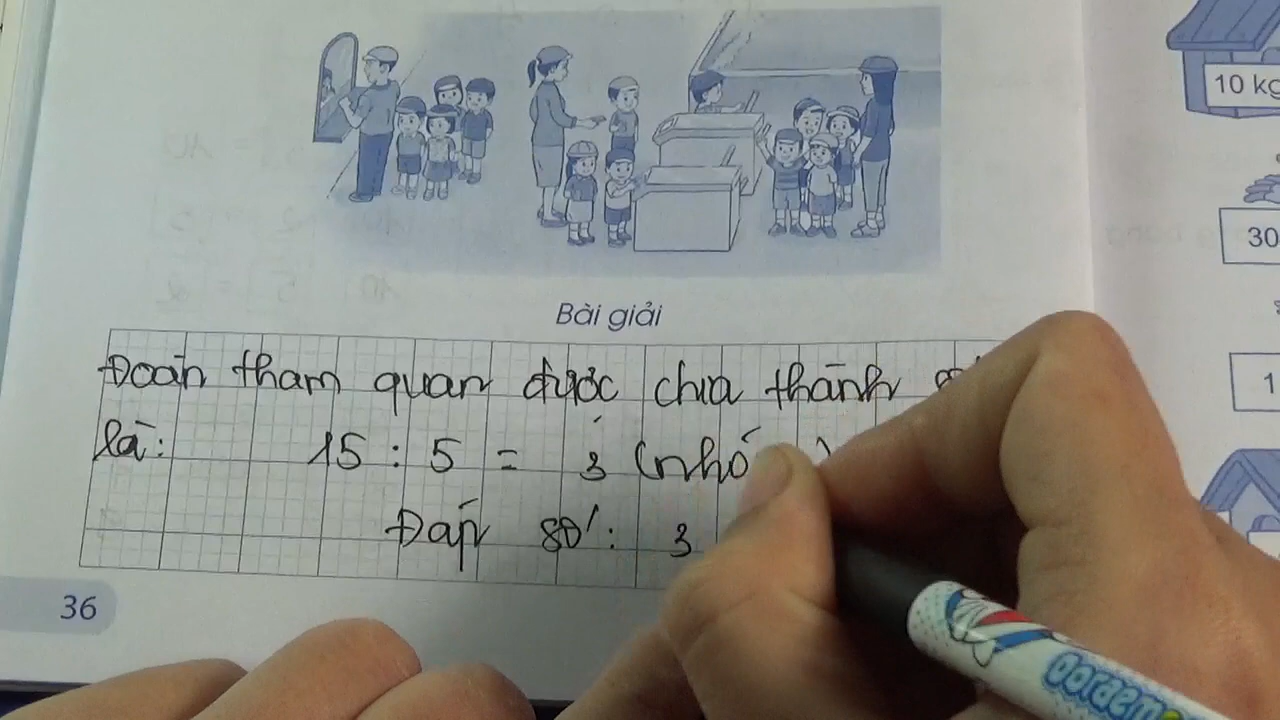 10 kg
30
Bài giải
Đoàn tham quan được chia thành
là: 15 : 5 = 3 (nhó )
1
Đáp số: 3
36
Doraem